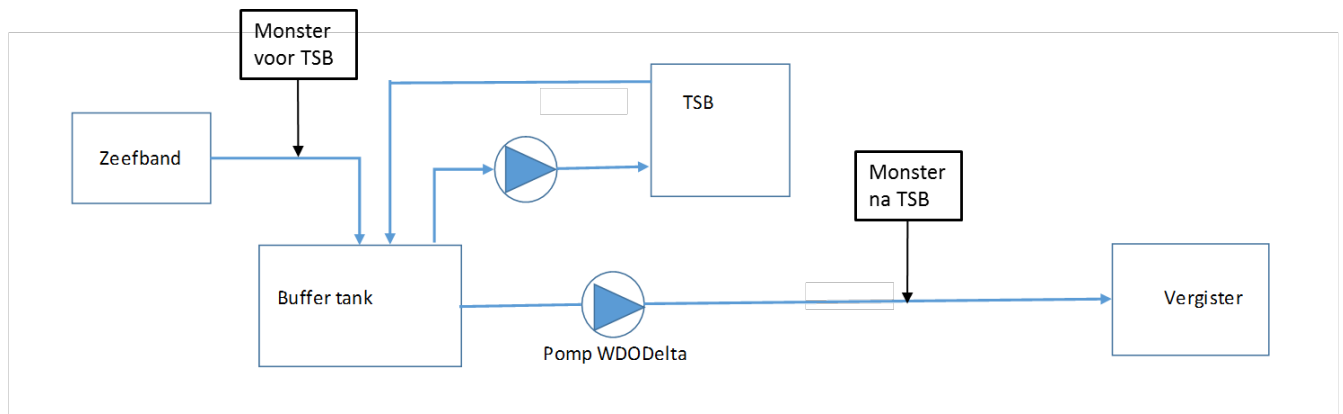 Monster
voor TSB
TSB
Zeefband
Monster
na TSB
Buffer tank
Vergister
Pomp WDODelta